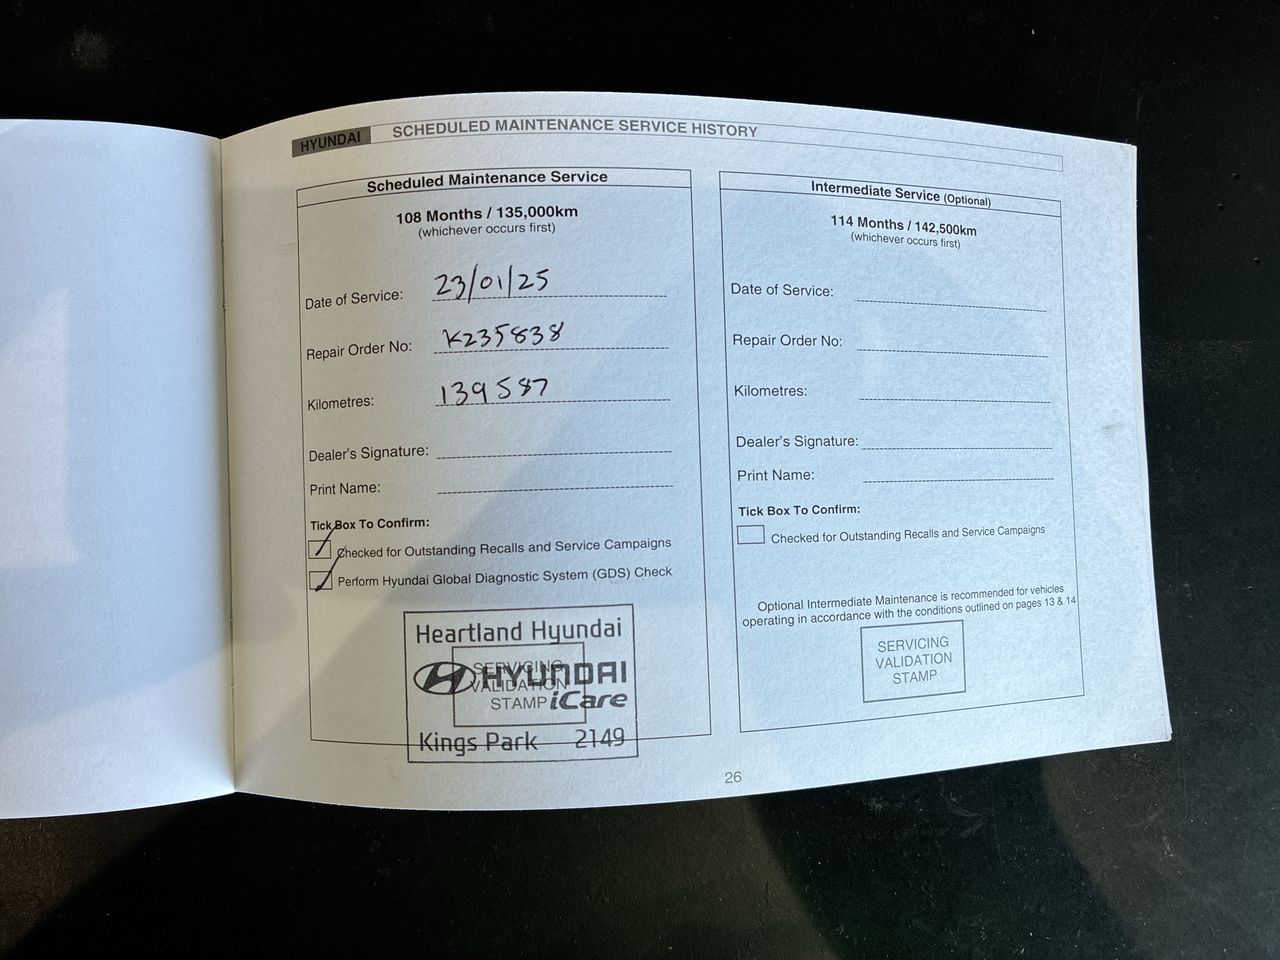 HYUNDAI SCHEDULED MAINTENANCE SERVICE HISTORY
Scheduled Maintenance Service
108 Months / 135,000km
(whichever occurs first)
Date of Service: 23/01/25
Repair Order No: K235838
Kilometres: 139587
Dealer's Signature:
Print Name:
Tick Box To Confirm:
Checked for Outstanding Recalls and Service Campaigns
Perform Hyundai Global Diagnostic System (GDS) Check
Heartland Hyundai
HYUNDAI
iCare
Kings Park 2149
SERVICING
VALIDATION
STAMP
Intermediate Service (Optional)
114 Months / 142,500km
(whichever occurs first)
Date of Service:
Repair Order No:
Kilometres:
Dealer's Signature:
Print Name:
Tick Box To Confirm:
Checked for Outstanding Recalls and Service Campaigns
Optional Intermediate Maintenance is recommended for vehicles
operating in accordance with the conditions outlined on pages 13 & 14
SERVICING
VALIDATION
STAMP
26